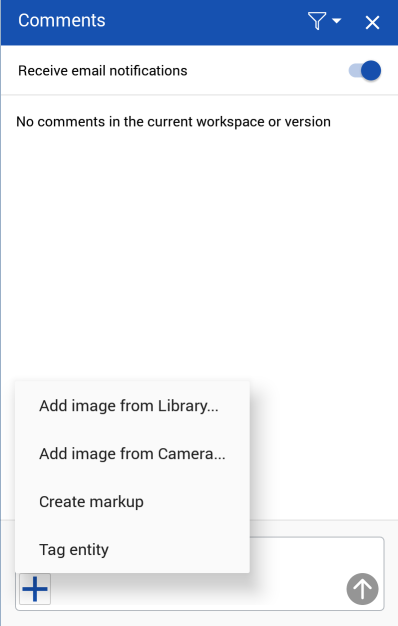 Comments
Receive email notifications
No comments in the current workspace or version
Add image from Library...
Add image from Camera...
Create markup
Tag entity